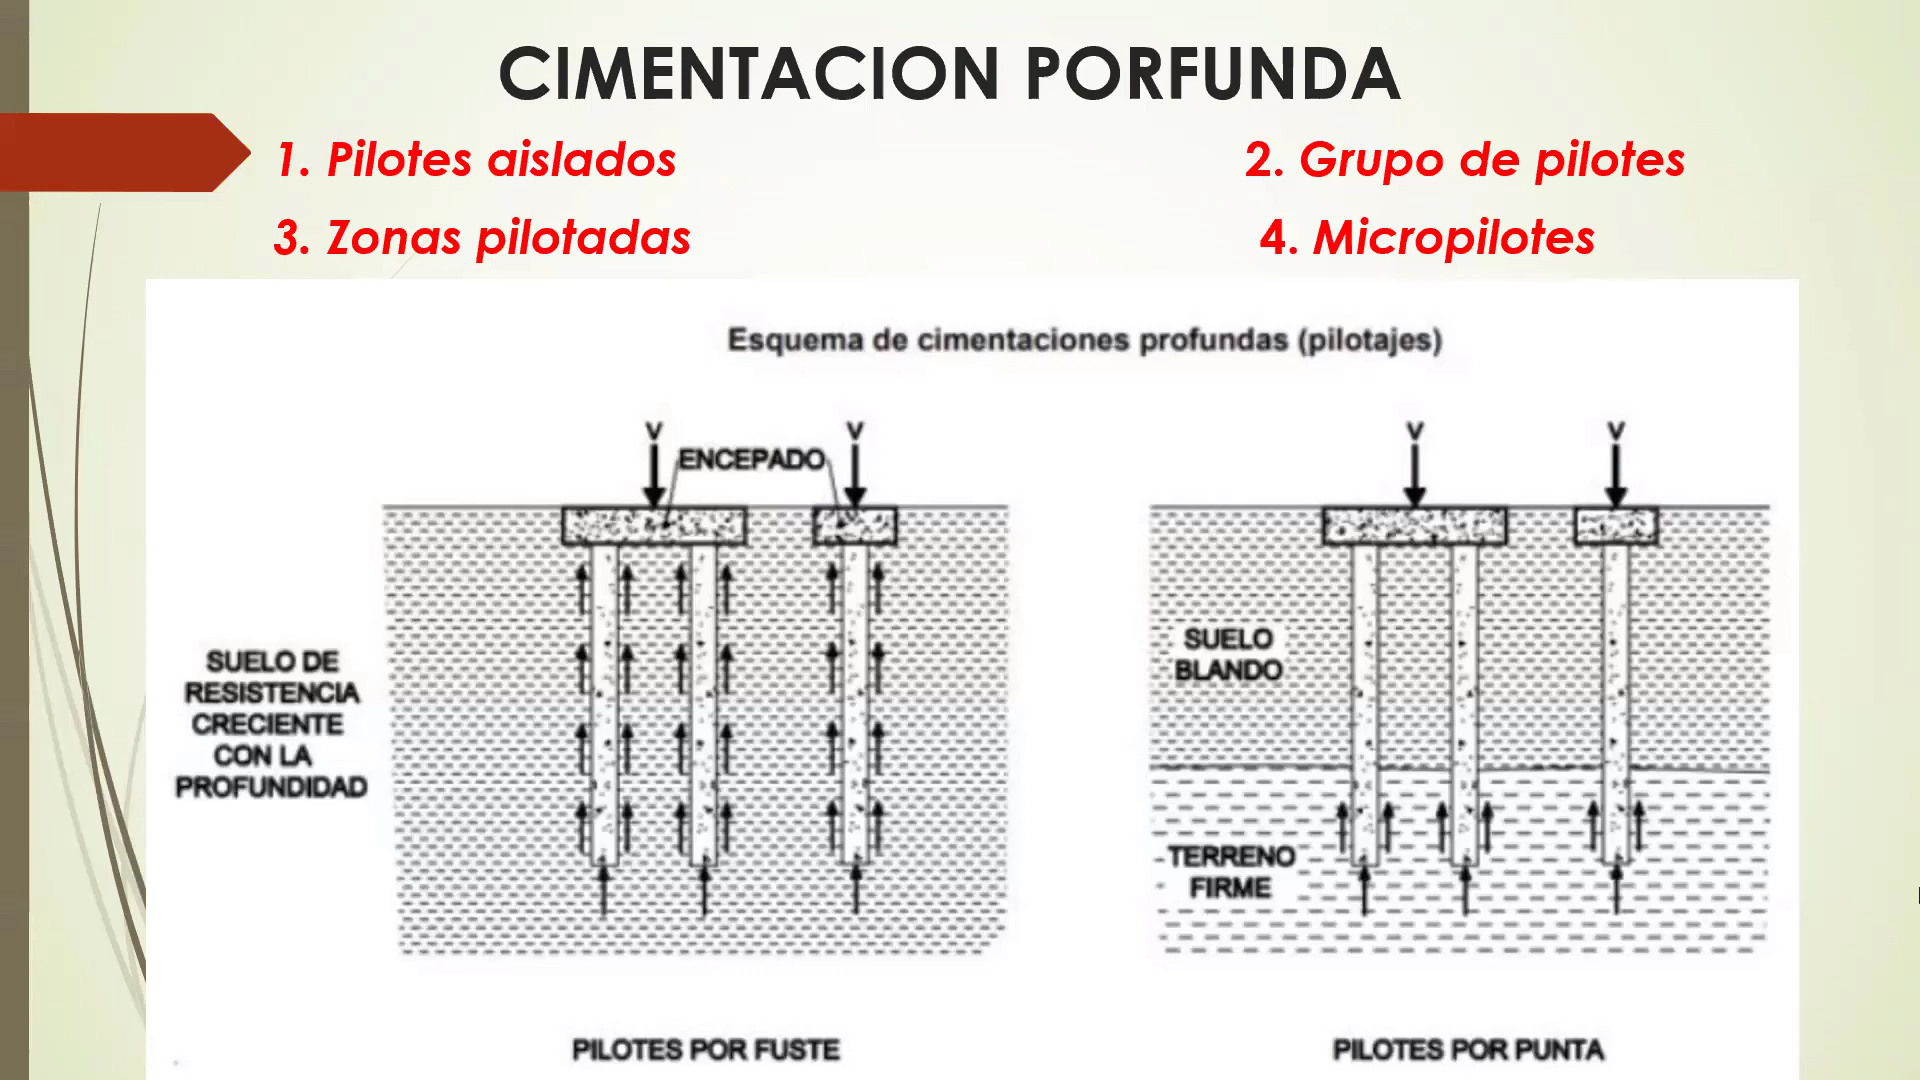 CIMENTACION PORFUNDA
1. Pilotes aislados
2. Grupo de pilotes
3. Zonas pilotadas
4. Micropilotes
Esquema de cimentaciones profundas (pilotajes)
V
V
ENCEPADO
V
V
SUELO DE
RESISTENCIA
CRECIENTE
CON LA
PROFUNDIDAD
SUELO
BLANDO
TERRENO
FIRME
PILOTES POR FUSTE
PILOTES POR PUNTA